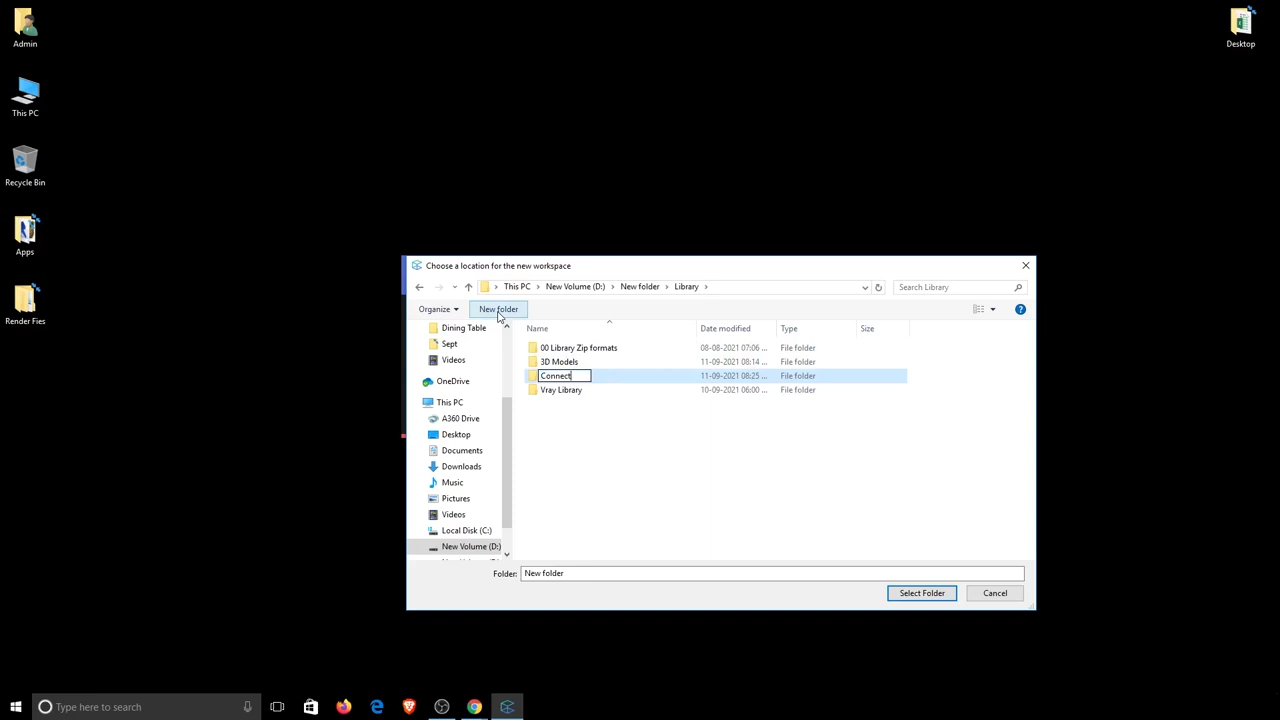 Admin
Desktop
This PC
Recycle Bin
Apps
Render Fies
Choose a location for the new workspace
This PC > New Volume (D:) > New folder > Library >
Search Library
Organize
New folder
Name
Date modified
Type
Size
Dining Table
Sept
Videos
OneDrive
This PC
A360 Drive
Desktop
Documents
Downloads
Music
Pictures
Videos
Local Disk (C:)
New Volume (D:)
00 Library Zip formats 08-08-2021 07:06 ... File folder
3D Models 11-09-2021 08:14 ... File folder
Connect 11-09-2021 08:25 ... File folder
Vray Library 10-09-2021 06:00 ... File folder
Folder: New folder
Select Folder
Cancel
Type here to search